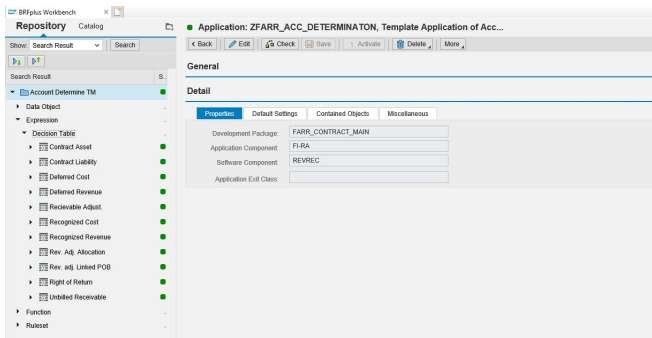 BRFplus Workbench
Repository Catalog
Show: Search Result Search
Search Result S..
Account Determine TM
Data Object
Expression
Decision Table
Contract Asset
Contract Liability
Deferred Cost
Deferred Revenue
Recievable Adjust.
Recognized Cost
Recognized Revenue
Rev. Adj. Allocation
Rev. adj. Linked POB
Right of Return
Unbilled Receivable
Function
Ruleset
Application: ZFARR_ACC_DETERMINATON, Template Application of Acc...
Back Edit Check Save Activate Delete More
General
Detail
Properties Default Settings Contained Objects Miscellaneous
Development Package: FARR_CONTRACT_MAIN
Application Component: FI-RA
Software Component: REVREC
Application Exit Class: